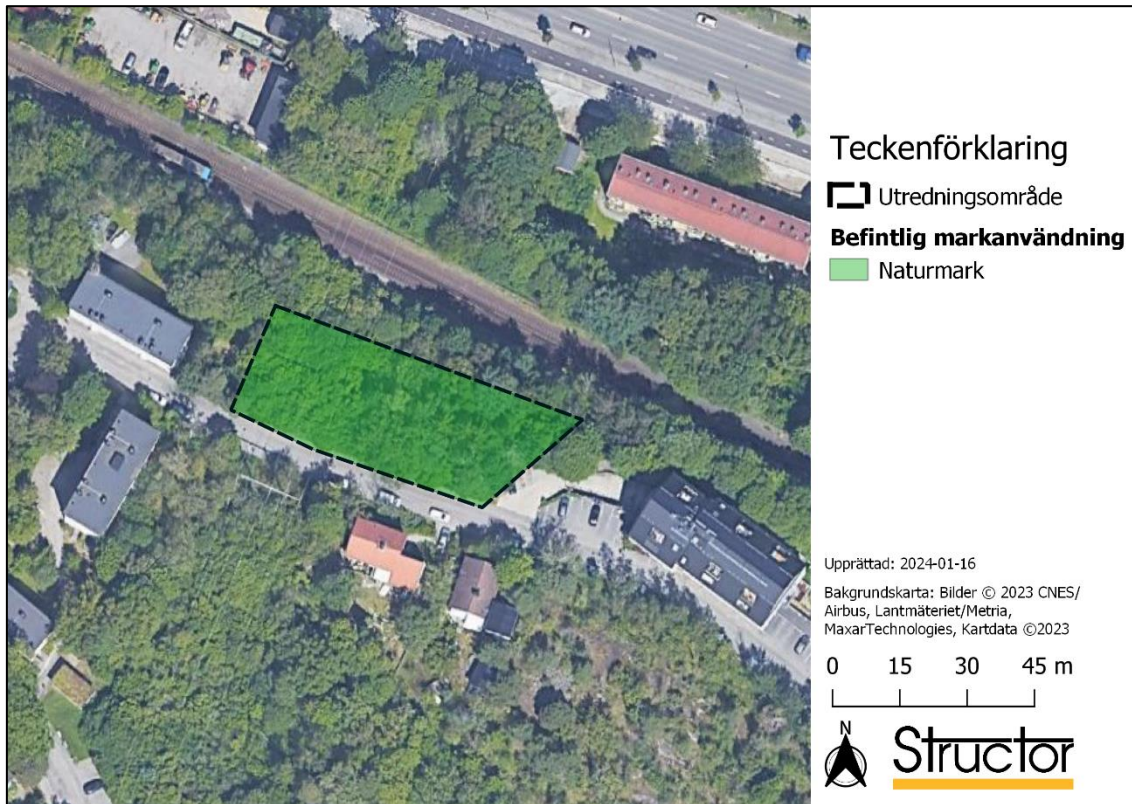 Teckenförklaring
Utredningsområde
Befintlig markanvändning
Naturmark
Upprättad: 2024-01-16
Bakgrundskarta: Bilder © 2023 CNES/
Airbus, Lantmäteriet/Metria,
MaxarTechnologies, Kartdata ©2023
0 15 30 45 m
N
Structor